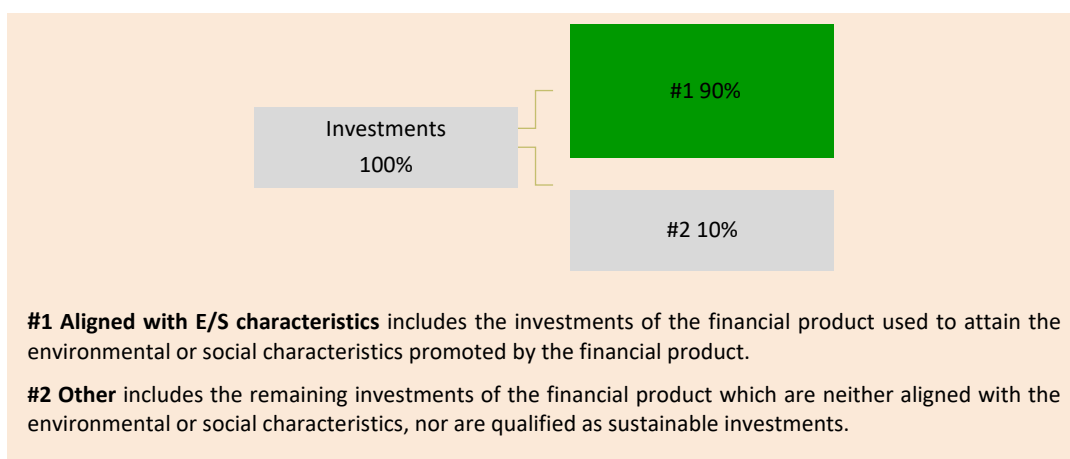 #1 90%
Investments
100%
#2 10%
#1 Aligned with E/S characteristics includes the investments of the financial product used to attain the
environmental or social characteristics promoted by the financial product.
#2 Other includes the remaining investments of the financial product which are neither aligned with the
environmental or social characteristics, nor are qualified as sustainable investments.